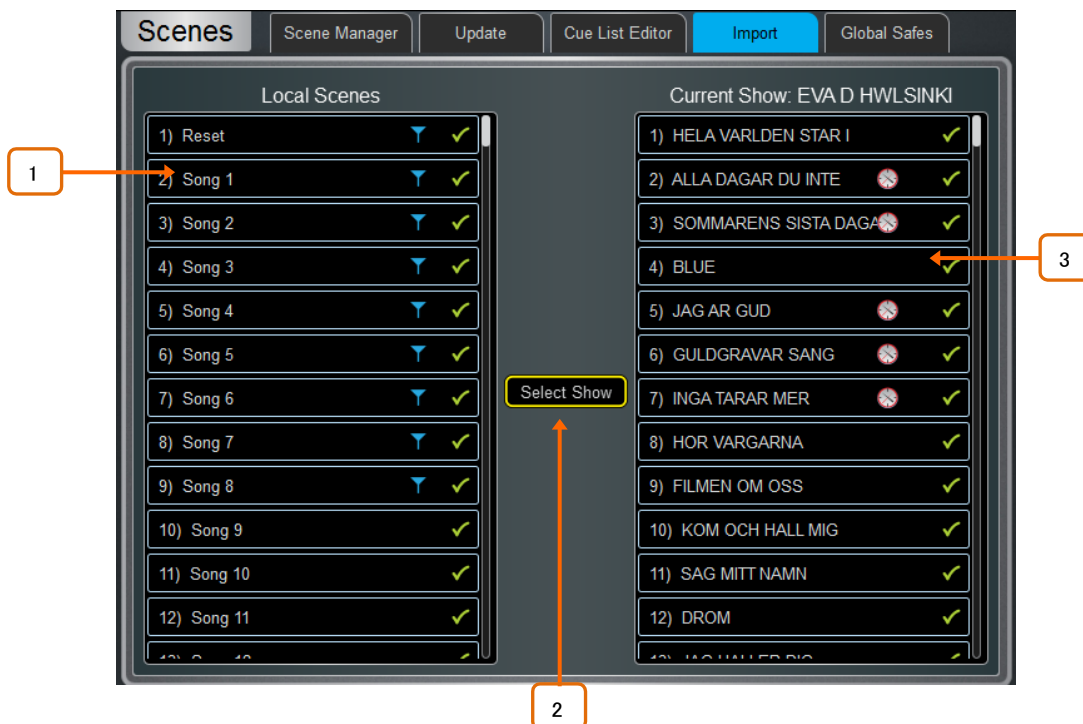 Scenes
Scene Manager
Update
Cue List Editor
Import
Global Safes
Local Scenes
1) Reset
2) Song 1
3) Song 2
4) Song 3
5) Song 4
6) Song 5
7) Song 6
8) Song 7
9) Song 8
10) Song 9
11) Song 10
12) Song 11
Select Show
Current Show: EVA D HWLSINKI
1) HELA VARLDEN STAR I
2) ALLA DAGAR DU INTE
3) SOMMARENS SISTA DAGA
4) BLUE
5) JAG AR GUD
6) GULDGRAVAR SANG
7) INGA TARAR MER
8) HOR VARGARNA
9) FILMEN OM OSS
10) KOM OCH HALL MIG
11) SAG MITT NAMN
12) DROM
1
2
3